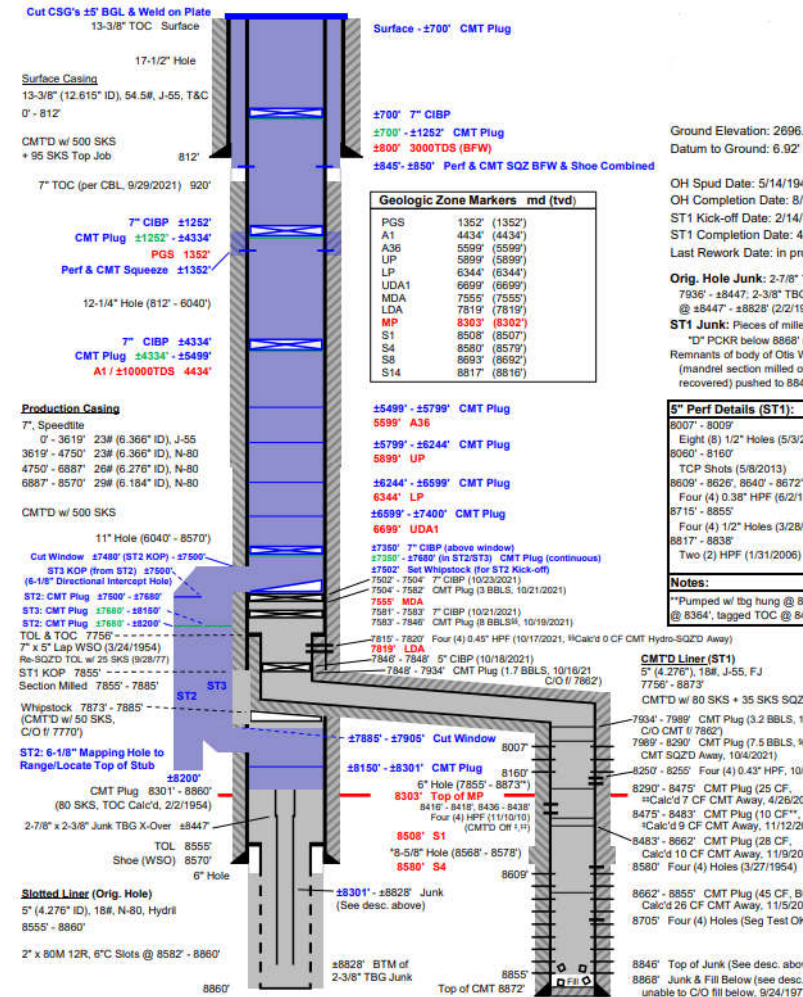 Cut CSG's ±5' BGL & Weld on Plate
13-3/8" TOC Surface
17-1/2" Hole
Surface Casing
13-3/8" (12.615" ID), 54.5#, J-55, T&C
0' - 812'
CMT'D w/ 500 SKS
+ 95 SKS Top Job
812'
7" TOC (per CBL, 9/29/2021) 920'
7" CIBP ±1252'
CMT Plug ±1252' - ±4334'
PGS 1352'
Perf & CMT Squeeze ±1352'
12-1/4" Hole (812' - 6040')
7" CIBP ±4334'
CMT Plug ±4334' - ±5499'
A1 / ±10000TDS 4434'
Production Casing
7", Speedtite
0' - 3619' 23# (6.366" ID), J-55
3619' - 4750' 23# (6.366" ID), N-80
4750' - 6887' 26# (6.276" ID), N-80
6887' - 8570' 29# (6.184" ID), N-80
CMT'D w/ 500 SKS
11" Hole (6040' - 8570')
Cut Window ±7480' (ST2 KOP) - ±7500'
ST3 KOP (from ST2) ±7500'
(6-1/8" Directional Intercept Hole)
ST2: CMT Plug ±7500' - ±7680'
ST3: CMT Plug ±7680' - ±8150'
ST2: CMT Plug ±7680' - ±8200'
TOL & TOC 7756'
7" x 5" Lap WSO (3/24/1954)
Re-SQZ'D TOL w/ 25 SKS (9/28/77)
ST1 KOP 7855'
Section Milled 7855' - 7885'
Whipstock 7873' - 7885'
(CMT'D w/ 50 SKS,
C/O f/ 7770')
ST2: 6-1/8" Mapping Hole to
Range/Locate Top of Stub
ST2
ST3
±8200'
CMT Plug 8301' - 8860'
(80 SKS, TOC Calc'd, 2/2/1954)
2-7/8" x 2-3/8" Junk TBG X-Over ±8447'
TOL 8555'
Shoe (WSO) 8570'
6" Hole
Slotted Liner (Orig. Hole)
5" (4.276" ID), 18#, N-80, Hydril
8555' - 8860'
2" x 80M 12R, 6"C Slots @ 8582' - 8860'
8860'
Surface - ±700' CMT Plug
±700' 7" CIBP
±700' - ±1252' CMT Plug
±800' 3000TDS (BFW)
±845'- ±850' Perf & CMT SQZ BFW & Shoe Combined
Geologic Zone Markers md (tvd)
PGS 1352' (1352')
A1 4434' (4434')
A36 5599' (5599')
UP 5899' (5899')
LP 6344' (6344')
UDA1 6699' (6699')
MDA 7555' (7555')
LDA 7819' (7819')
MP 8303' (8302')
S1 8508' (8507')
S4 8580' (8579')
S8 8693' (8692')
S14 8817' (8816')
±5499' - ±5799' CMT Plug
5599' A36
±5799' - ±6244' CMT Plug
5899' UP
±6244' - ±6599' CMT Plug
6344' LP
±6599' - ±7400' CMT Plug
6699' UDA1
±7350' 7" CIBP (above window)
±7350' - ±7680' (in ST2/ST3) CMT Plug (continuous)
±7502' Set Whipstock (for ST2 Kick-off)
7502' - 7504' 7" CIBP (10/23/2021)
7504' - 7582' CMT Plug (3 BBLS, 10/21/2021)
7555' MDA
7581' - 7583' 7" CIBP (10/21/2021)
7583' - 7846' CMT Plug (8 BBLS§§, 10/19/2021)
7815' - 7820' Four (4) 0.45" HPF (10/17/2021, §§Calc'd 0 CF CMT Hydro-SQZ'D Away)
7819' LDA
7846' - 7848' 5" CIBP (10/18/2021)
7848' - 7934' CMT Plug (1.7 BBLS, 10/16/21
C/O f/ 7862')
±7885' - ±7905' Cut Window
±8150' - ±8301' CMT Plug
8007'
8160'
6" Hole (7855' - 8873'")
8303' Top of MP
8416' - 8418', 8436 - 8438'
Four (4) HPF (11/10/10)
(CMT'D Off ‡,‡‡)
8508' S1
"8-5/8" Hole (8568' - 8578')
8580' S4
8609'
±8301' - ±8828' Junk
(See desc. above)
±8828' BTM of
2-3/8" TBG Junk
8855'
Top of CMT 8872'
Fill
Ground Elevation: 2696.
Datum to Ground: 6.92'
OH Spud Date: 5/14/194
OH Completion Date: 8/
ST1 Kick-off Date: 2/14/
ST1 Completion Date: 4
Last Rework Date: in pr
Orig. Hole Junk: 2-7/8"
7936' - ±8447; 2-3/8" TBG
@ ±8447' - ±8828' (2/2/19
ST1 Junk: Pieces of mille
"D" PCKR below 8868'
Remnants of body of Otis W
(mandrel section milled o
recovered) pushed to 884
5" Perf Details (ST1):
8007' - 8009'
Eight (8) 1/2" Holes (5/3/2
8060' - 8160'
TCP Shots (5/8/2013)
8609' - 8626', 8640' - 8672'
Four (4) 0.38" HPF (6/2/1
8715' - 8855'
Four (4) 1/2" Holes (3/28/
8817' - 8838'
Two (2) HPF (1/31/2006)
Notes:
**Pumped w/ tbg hung @ 8
@ 8364', tagged TOC @ 84
CMT'D Liner (ST1)
5" (4.276"), 18#, J-55, FJ
7756' - 8873'
CMT'D w/ 80 SKS + 35 SKS SQZ
7934' - 7989' CMT Plug (3.2 BBLS, 1
C/O CMT f/ 7862')
7989' - 8290' CMT Plug (7.5 BBLS,
CMT SQZ'D Away, 10/4/2021)
8250' - 8255' Four (4) 0.43" HPF, 10/
8290' - 8475' CMT Plug (25 CF,
‡‡Calc'd 7 CF CMT Away, 4/26/20
8475' - 8483' CMT Plug (10 CF**,
‡Calc'd 9 CF CMT Away, 11/12/20
8483' - 8662' CMT Plug (28 CF,
Calc'd 10 CF CMT Away, 11/9/20
8580' Four (4) Holes (3/27/1954)
8662' - 8855' CMT Plug (45 CF, B
Calc'd 26 CF CMT Away, 11/5/20
8705' Four (4) Holes (Seg Test OK
8846' Top of Junk (See desc. abov
8868' Junk & Fill Below (see desc.
unable to C/O fill below, 9/24/197